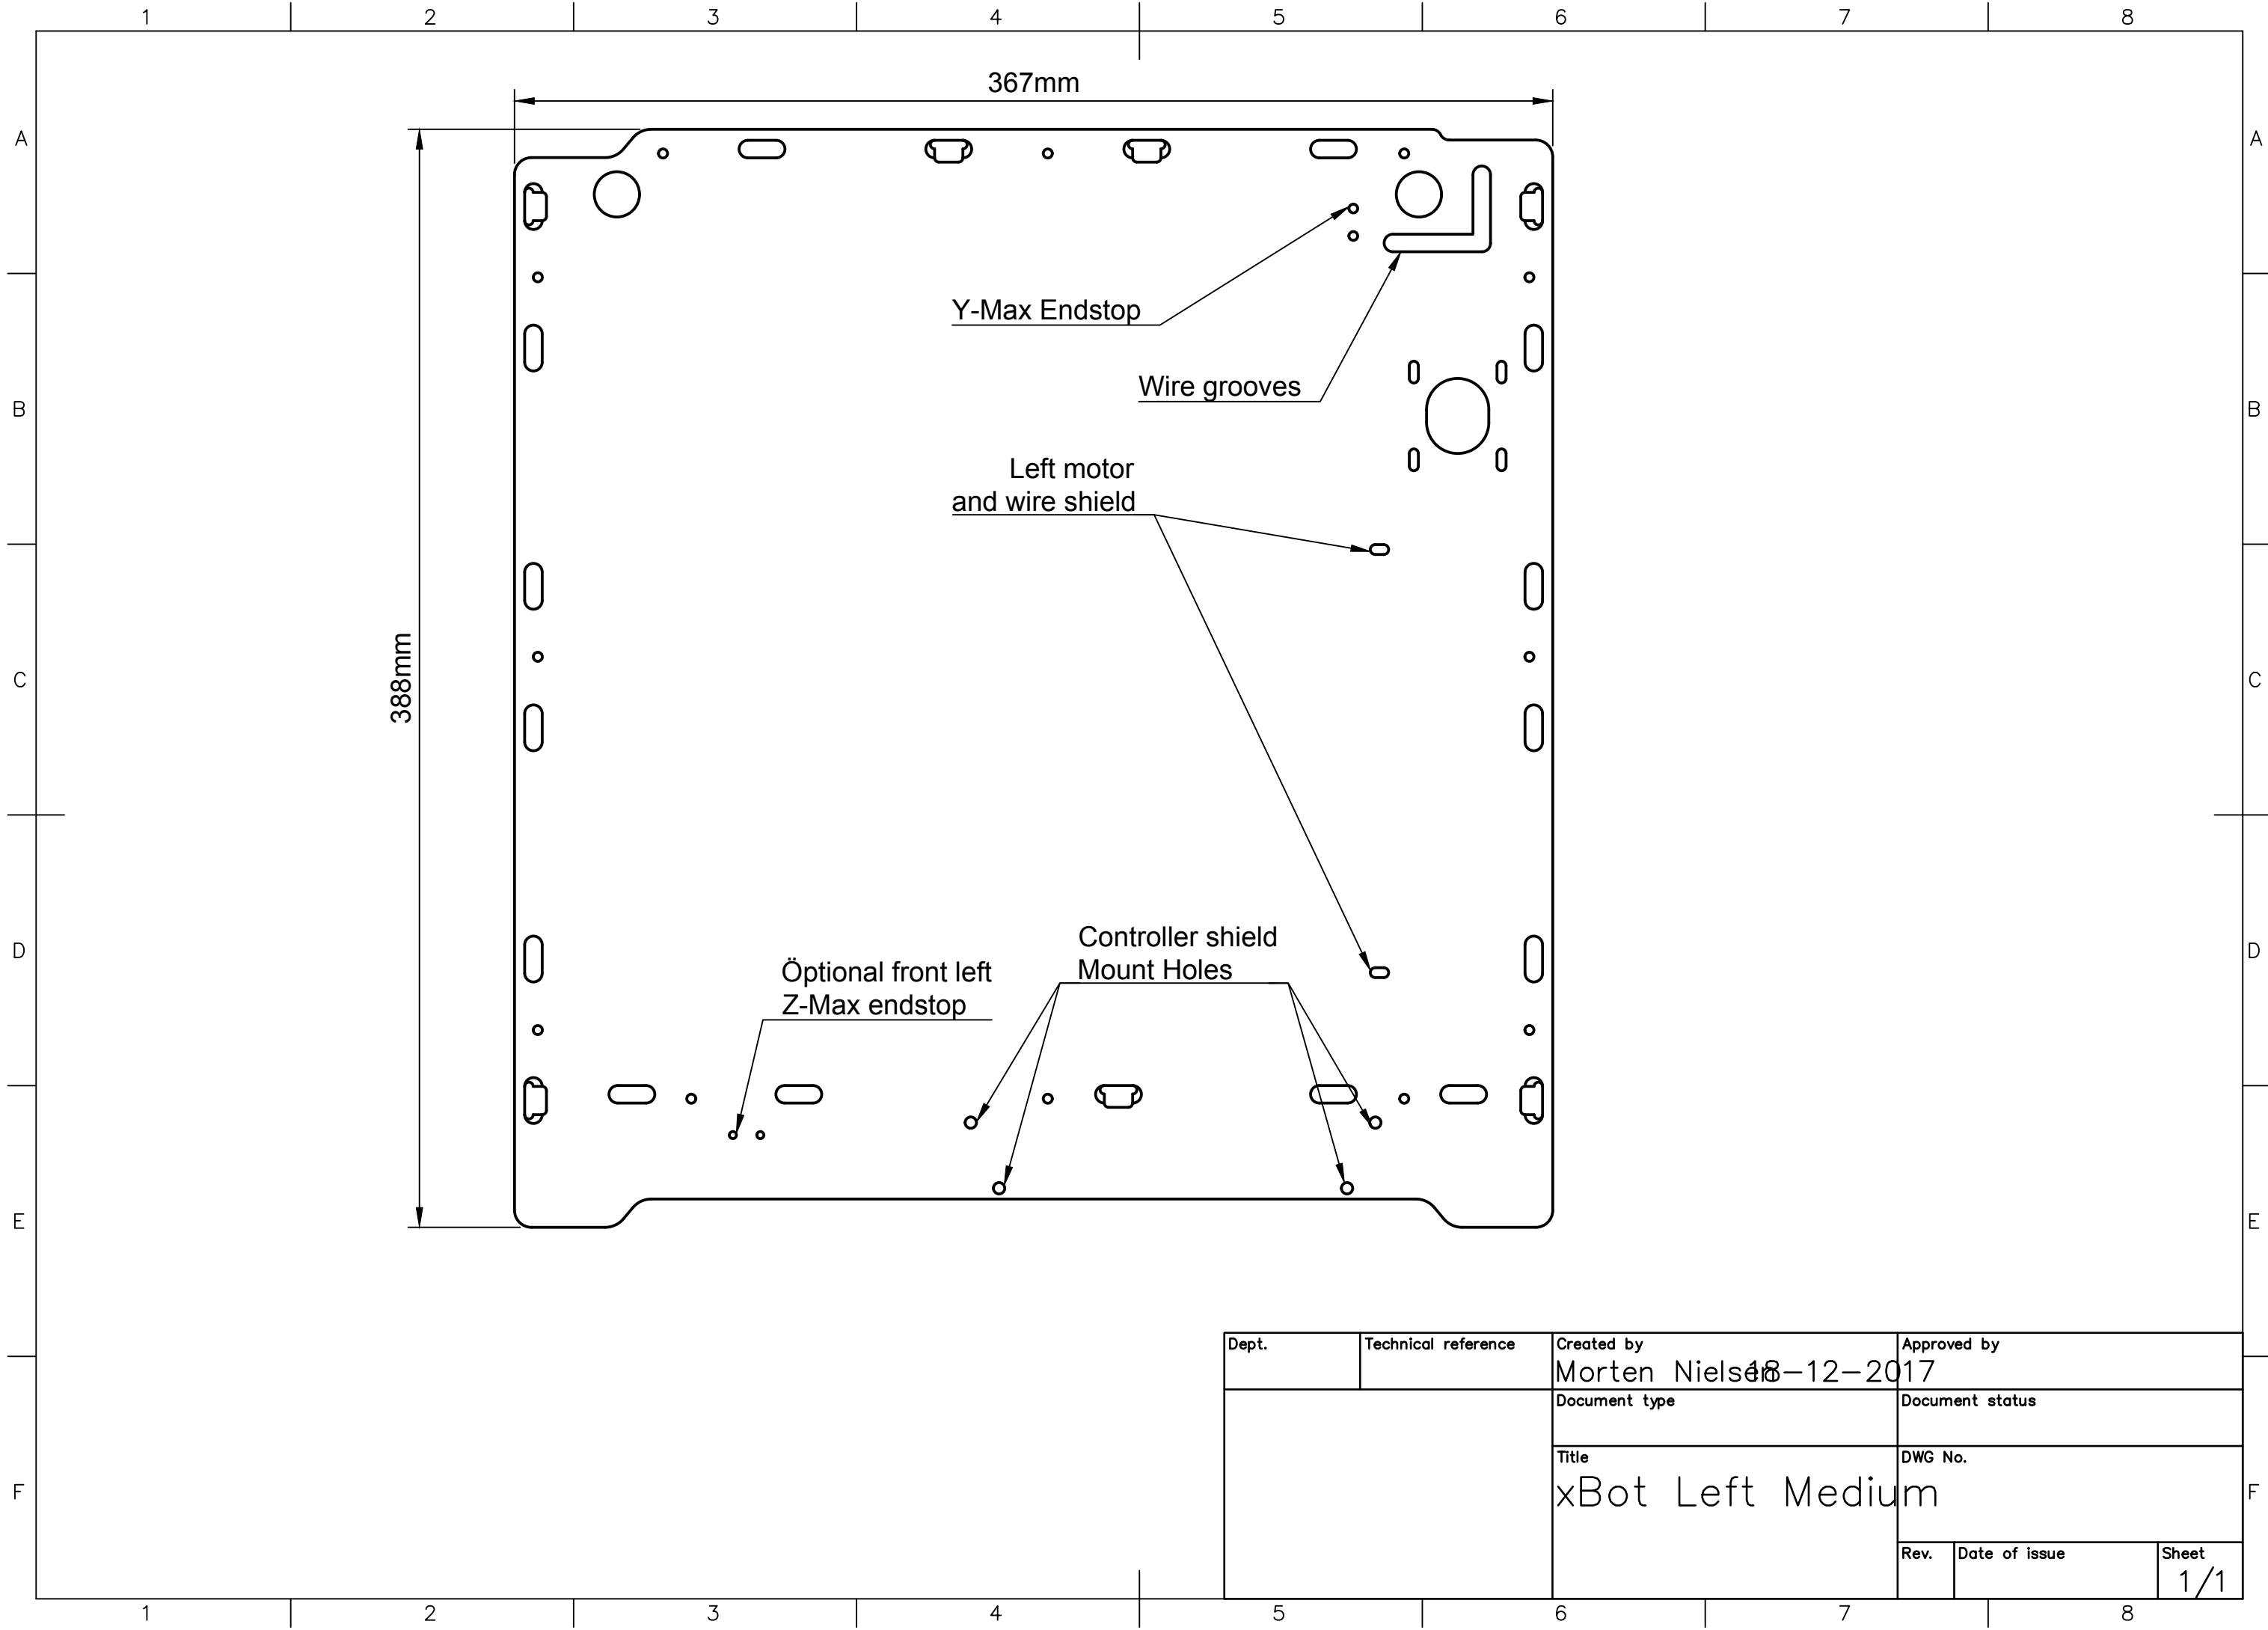 1 2 3 4 5 6 7 8
367mm
A A
Y-Max Endstop
Wire grooves
B B
Left motor
and wire shield
388mm
C C
Controller shield
Mount Holes
D D
Öptional front left
Z-Max endstop
E E
Dept. Technical reference Created by Approved by
Morten Nielsen 18-12-2017
Document type Document status
Title DWG No.
xBot Left Medium
F F
Rev. Date of issue Sheet
1/1
1 2 3 4 5 6 7 8